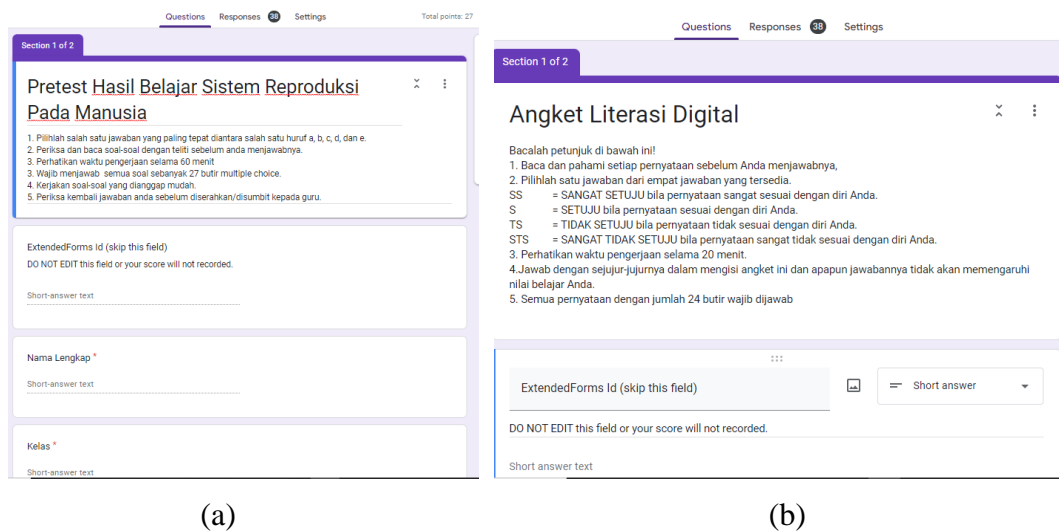 Questions Responses 38 Settings Total points: 27
Section 1 of 2
Pretest Hasil Belajar Sistem Reproduksi
Pada Manusia
1. Pilihlah salah satu jawaban yang paling tepat diantara salah satu huruf a, b, c, d, dan e.
2. Periksa dan baca soal-soal dengan teliti sebelum anda menjawabnya.
3. Perhatikan waktu pengerjaan selama 60 menit
3. Wajib menjawab semua soal sebanyak 27 butir multiple choice.
4. Kerjakan soal-soal yang dianggap mudah.
5. Periksa kembali jawaban anda sebelum diserahkan/disumbit kepada guru.
ExtendedForms Id (skip this field)
DO NOT EDIT this field or your score will not recorded.
Short-answer text
Nama Lengkap *
Short-answer text
Kelas *
Short-answer text
(a)
Questions Responses 38 Settings
Section 1 of 2
Angket Literasi Digital
Bacalah petunjuk di bawah ini!
1. Baca dan pahami setiap pernyataan sebelum Anda menjawabnya,
2. Pilihlah satu jawaban dari empat jawaban yang tersedia.
SS = SANGAT SETUJU bila pernyataan sangat sesuai dengan diri Anda.
S = SETUJU bila pernyataan sesuai dengan diri Anda.
TS = TIDAK SETUJU bila pernyataan tidak sesuai dengan diri Anda.
STS = SANGAT TIDAK SETUJU bila pernyataan sangat tidak sesuai dengan diri Anda.
3. Perhatikan waktu pengerjaan selama 20 menit.
4.Jawab dengan sejujur-jujurnya dalam mengisi angket ini dan apapun jawabannya tidak akan memengaruhi
nilai belajar Anda.
5. Semua pernyataan dengan jumlah 24 butir wajib dijawab
ExtendedForms Id (skip this field) Short answer
DO NOT EDIT this field or your score will not recorded.
Short answer text
(b)